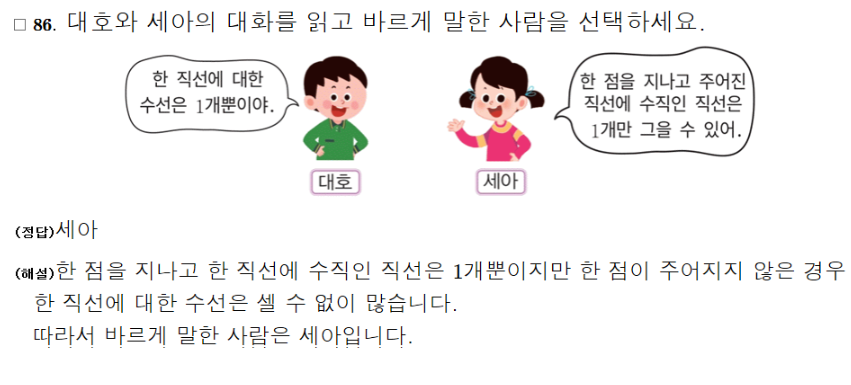 □ 86. 대호와 세아의 대화를 읽고 바르게 말한 사람을 선택하세요.
한 직선에 대한
수선은 1개뿐이야.
한 점을 지나고 주어진
직선에 수직인 직선은
1개만 그을 수 있어.
대호
세아
(정답)세아
(해설)한 점을 지나고 한 직선에 수직인 직선은 1개뿐이지만 한 점이 주어지지 않은 경우
한 직선에 대한 수선은 셀 수 없이 많습니다.
따라서 바르게 말한 사람은 세아입니다.